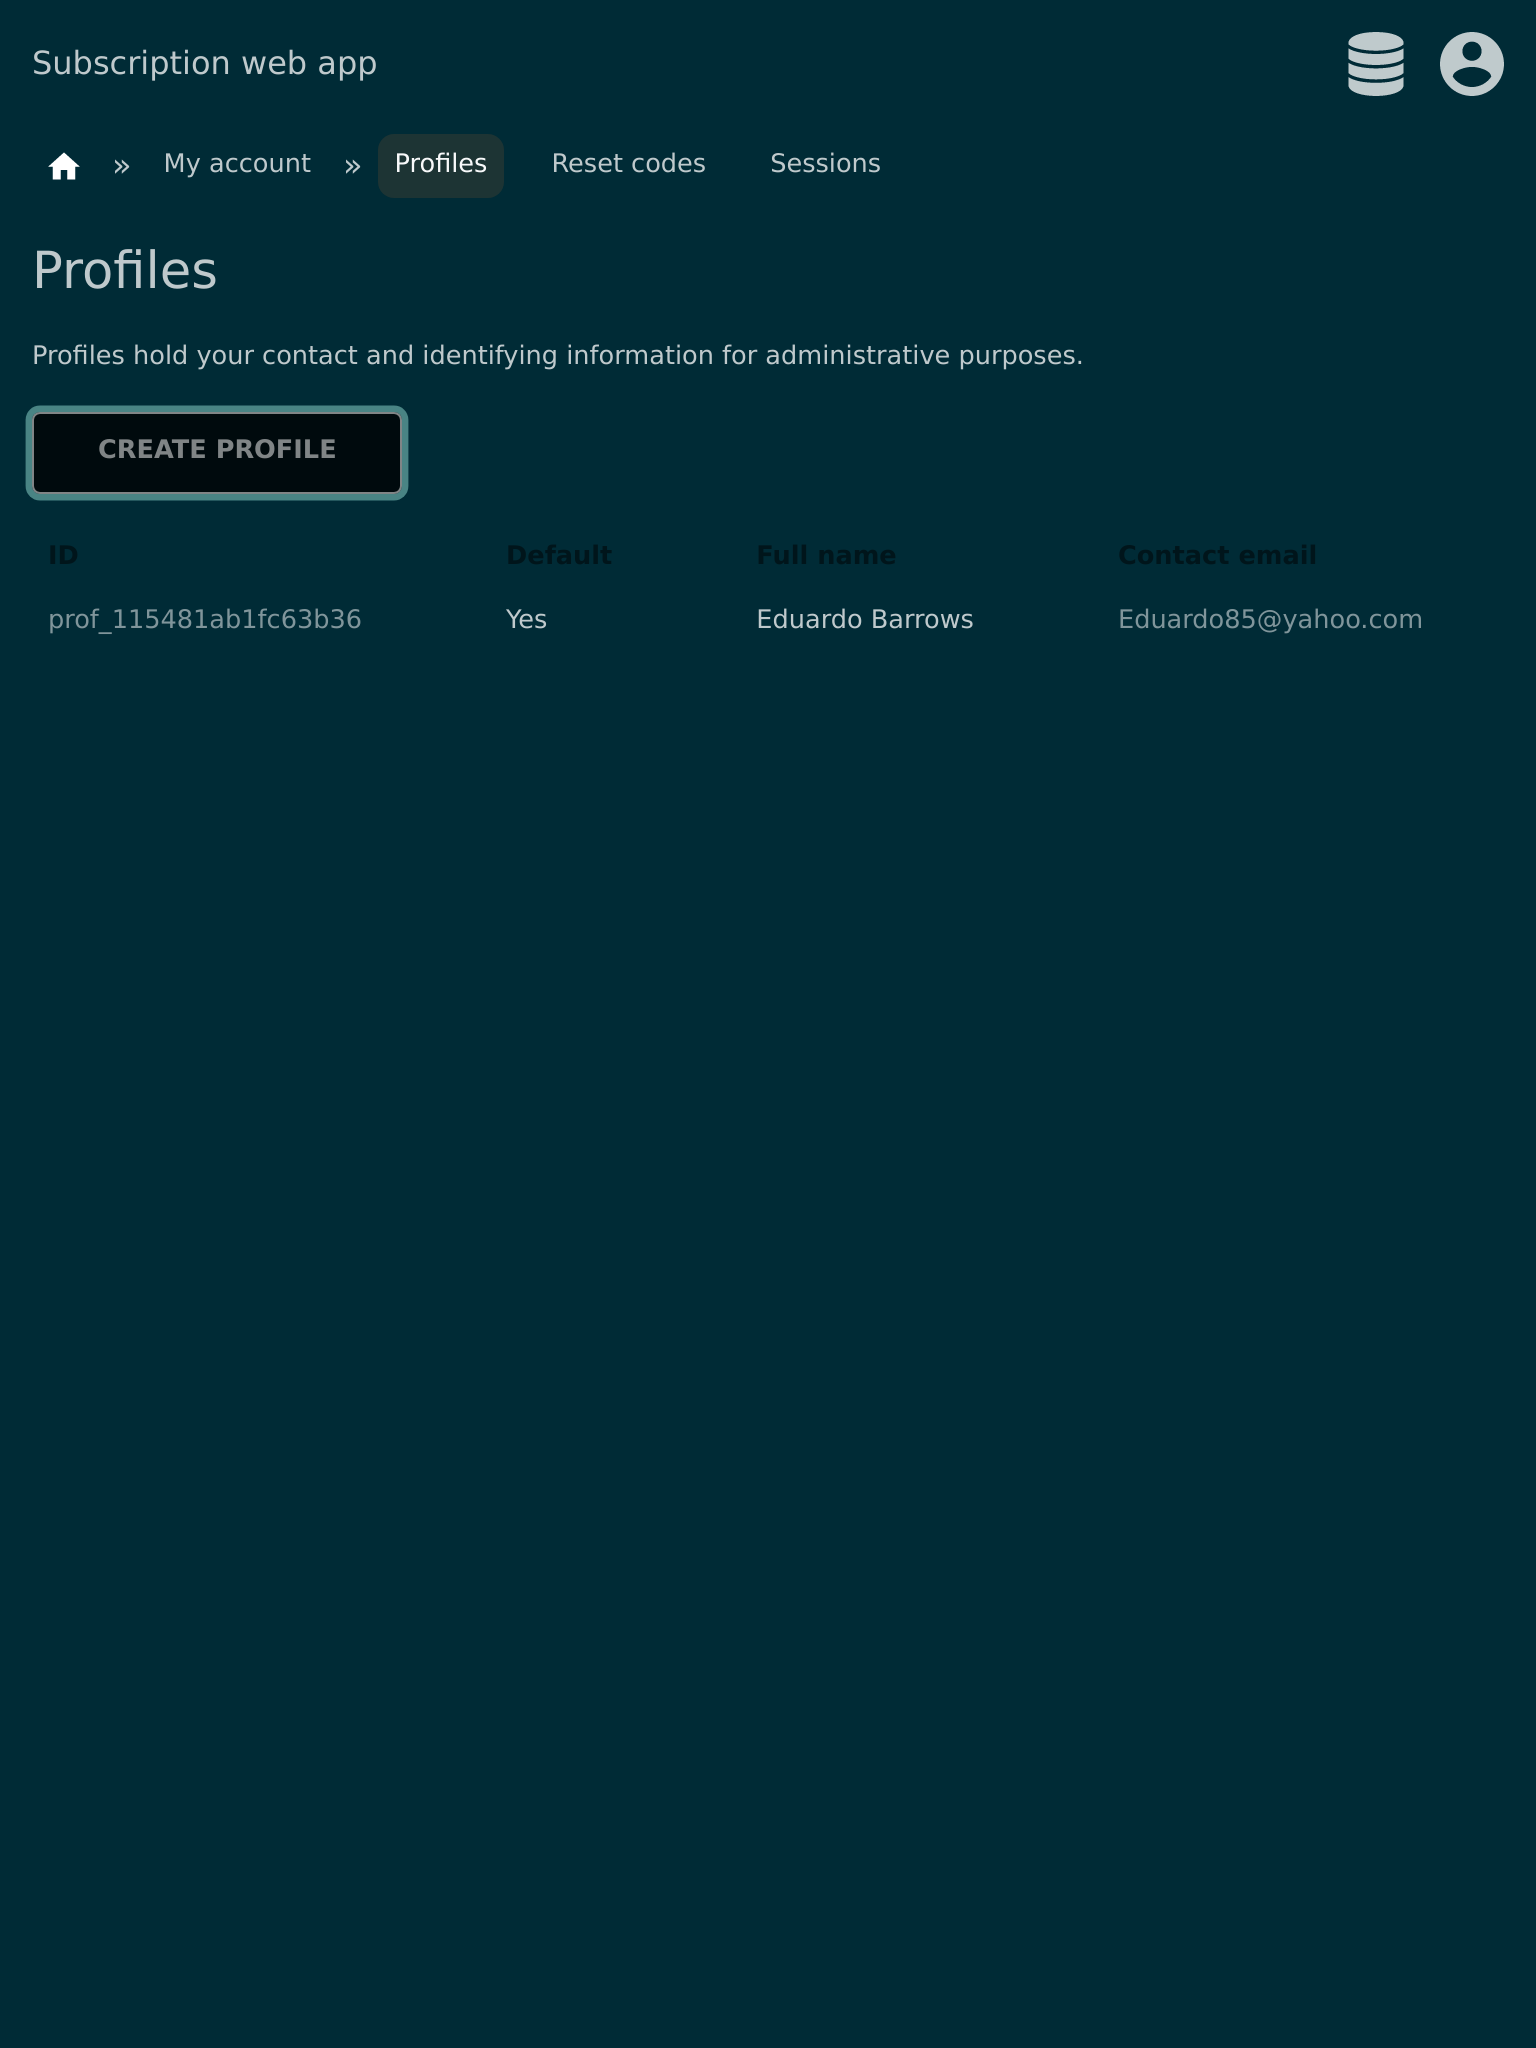 Subscription web app
» My account » Profiles Reset codes Sessions
Profiles
Profiles hold your contact and identifying information for administrative purposes.
CREATE PROFILE
ID Default Full name Contact email
prof_115481ab1fc63b36 Yes Eduardo Barrows Eduardo85@yahoo.com